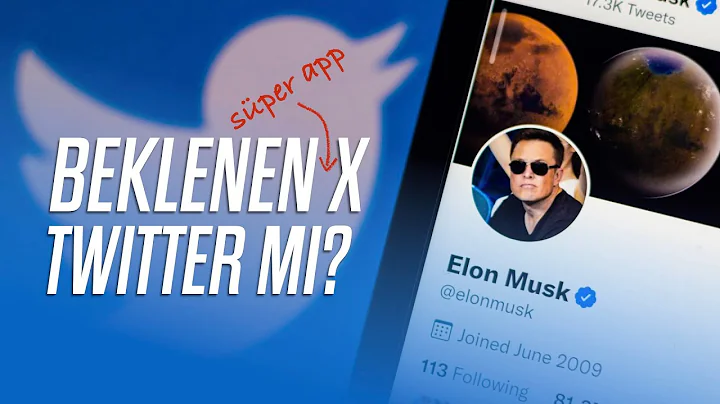 süper app
BEKLENEN X
TWITTER MI?
17.3K Tweets
Elon Musk
@elonmusk
Joined June 2009
113 Following